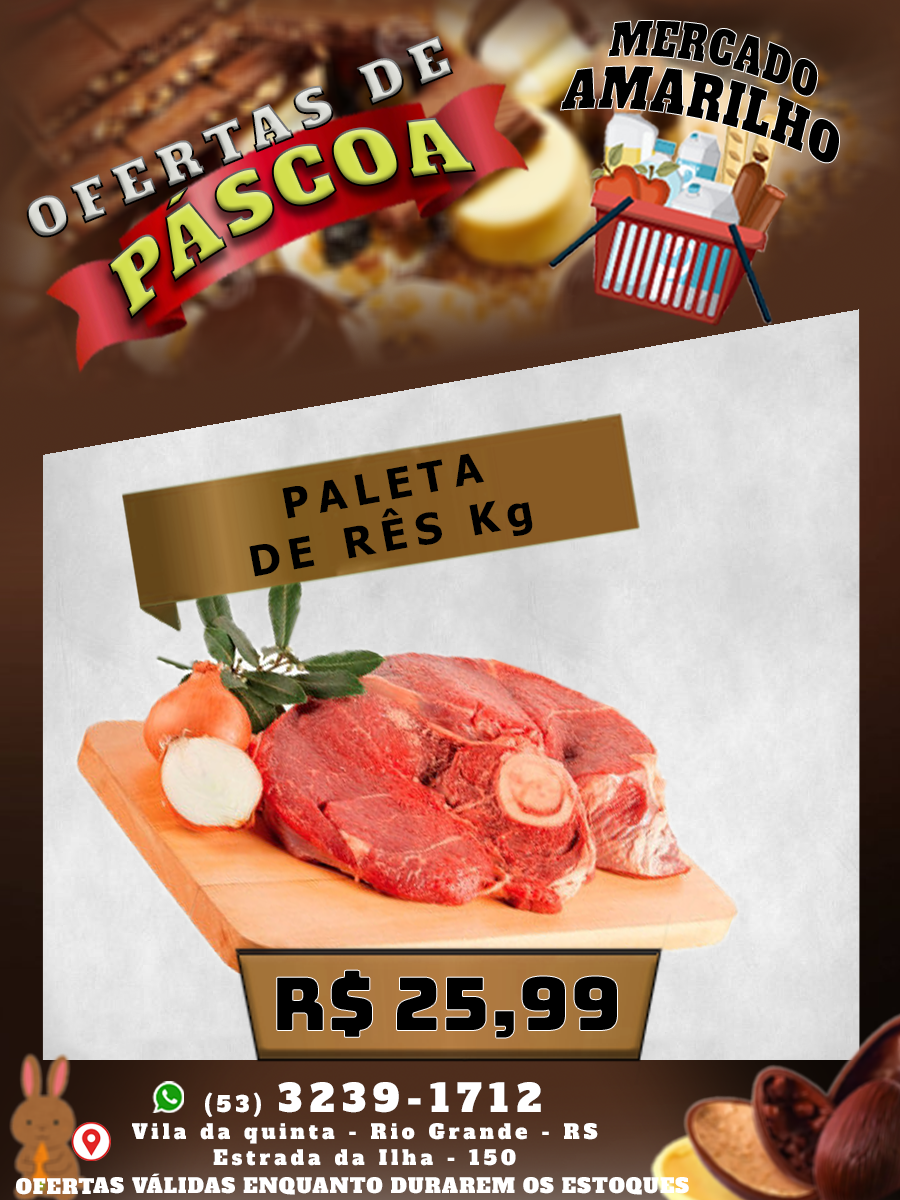 OFERTAS DE
PÁSCOA
MERCADO
AMARILHO
PALETA
DE RÊS Kg
R$ 25,99
(53) 3239-1712
Vila da quinta - Rio Grande - RS
Estrada da Ilha - 150
OFERTAS VÁLIDAS ENQUANTO DURAREM OS ESTOQUES